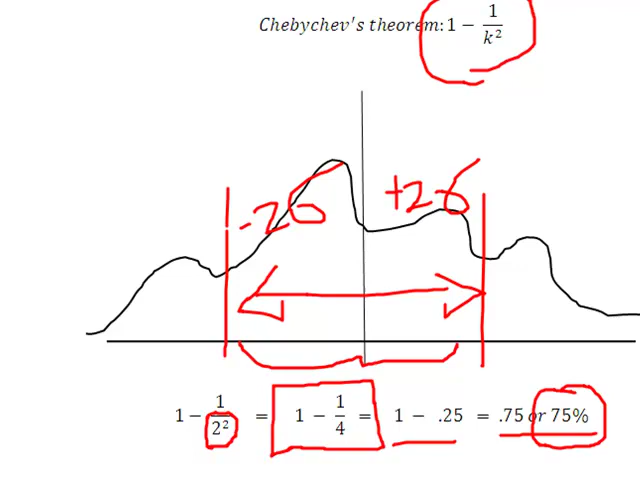 Chebychev's theorem: 1 − 1/k²
-2σ +2σ
1 − 1/2² = 1 − 1/4 = 1 − .25 = .75 or 75%